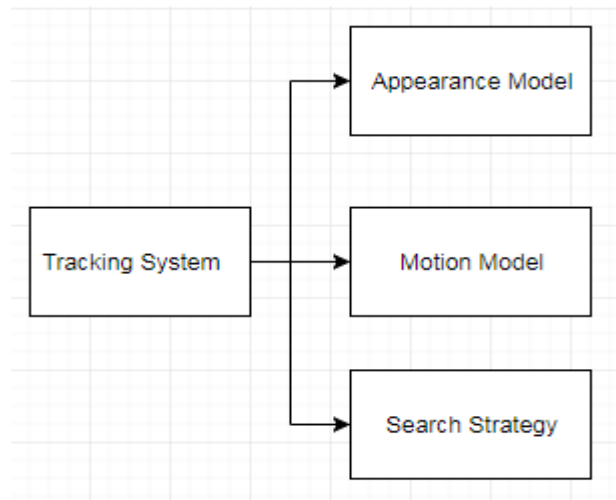 Appearance Model
Tracking System
Motion Model
Search Strategy